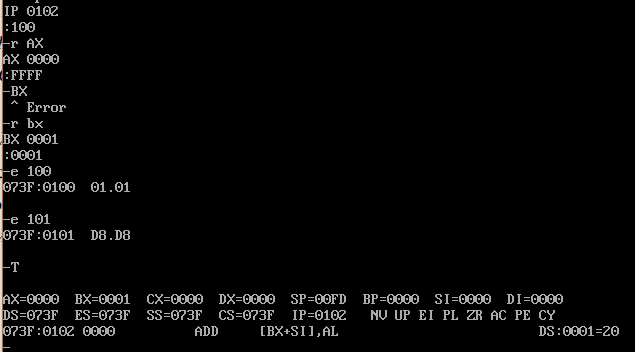 IP 0102
:100
-r AX
AX 0000
:FFFF
-BX
^ Error
-r bx
BX 0001
:0001
-e 100
073F:0100 01.01
-e 101
073F:0101 D8.D8
-T
AX=0000 BX=0001 CX=0000 DX=0000 SP=00FD BP=0000 SI=0000 DI=0000
DS=073F ES=073F SS=073F CS=073F IP=0102 NV UP EI PL ZR AC PE CY
073F:0102 0000 ADD [BX+SI],AL DS:0001=20
-